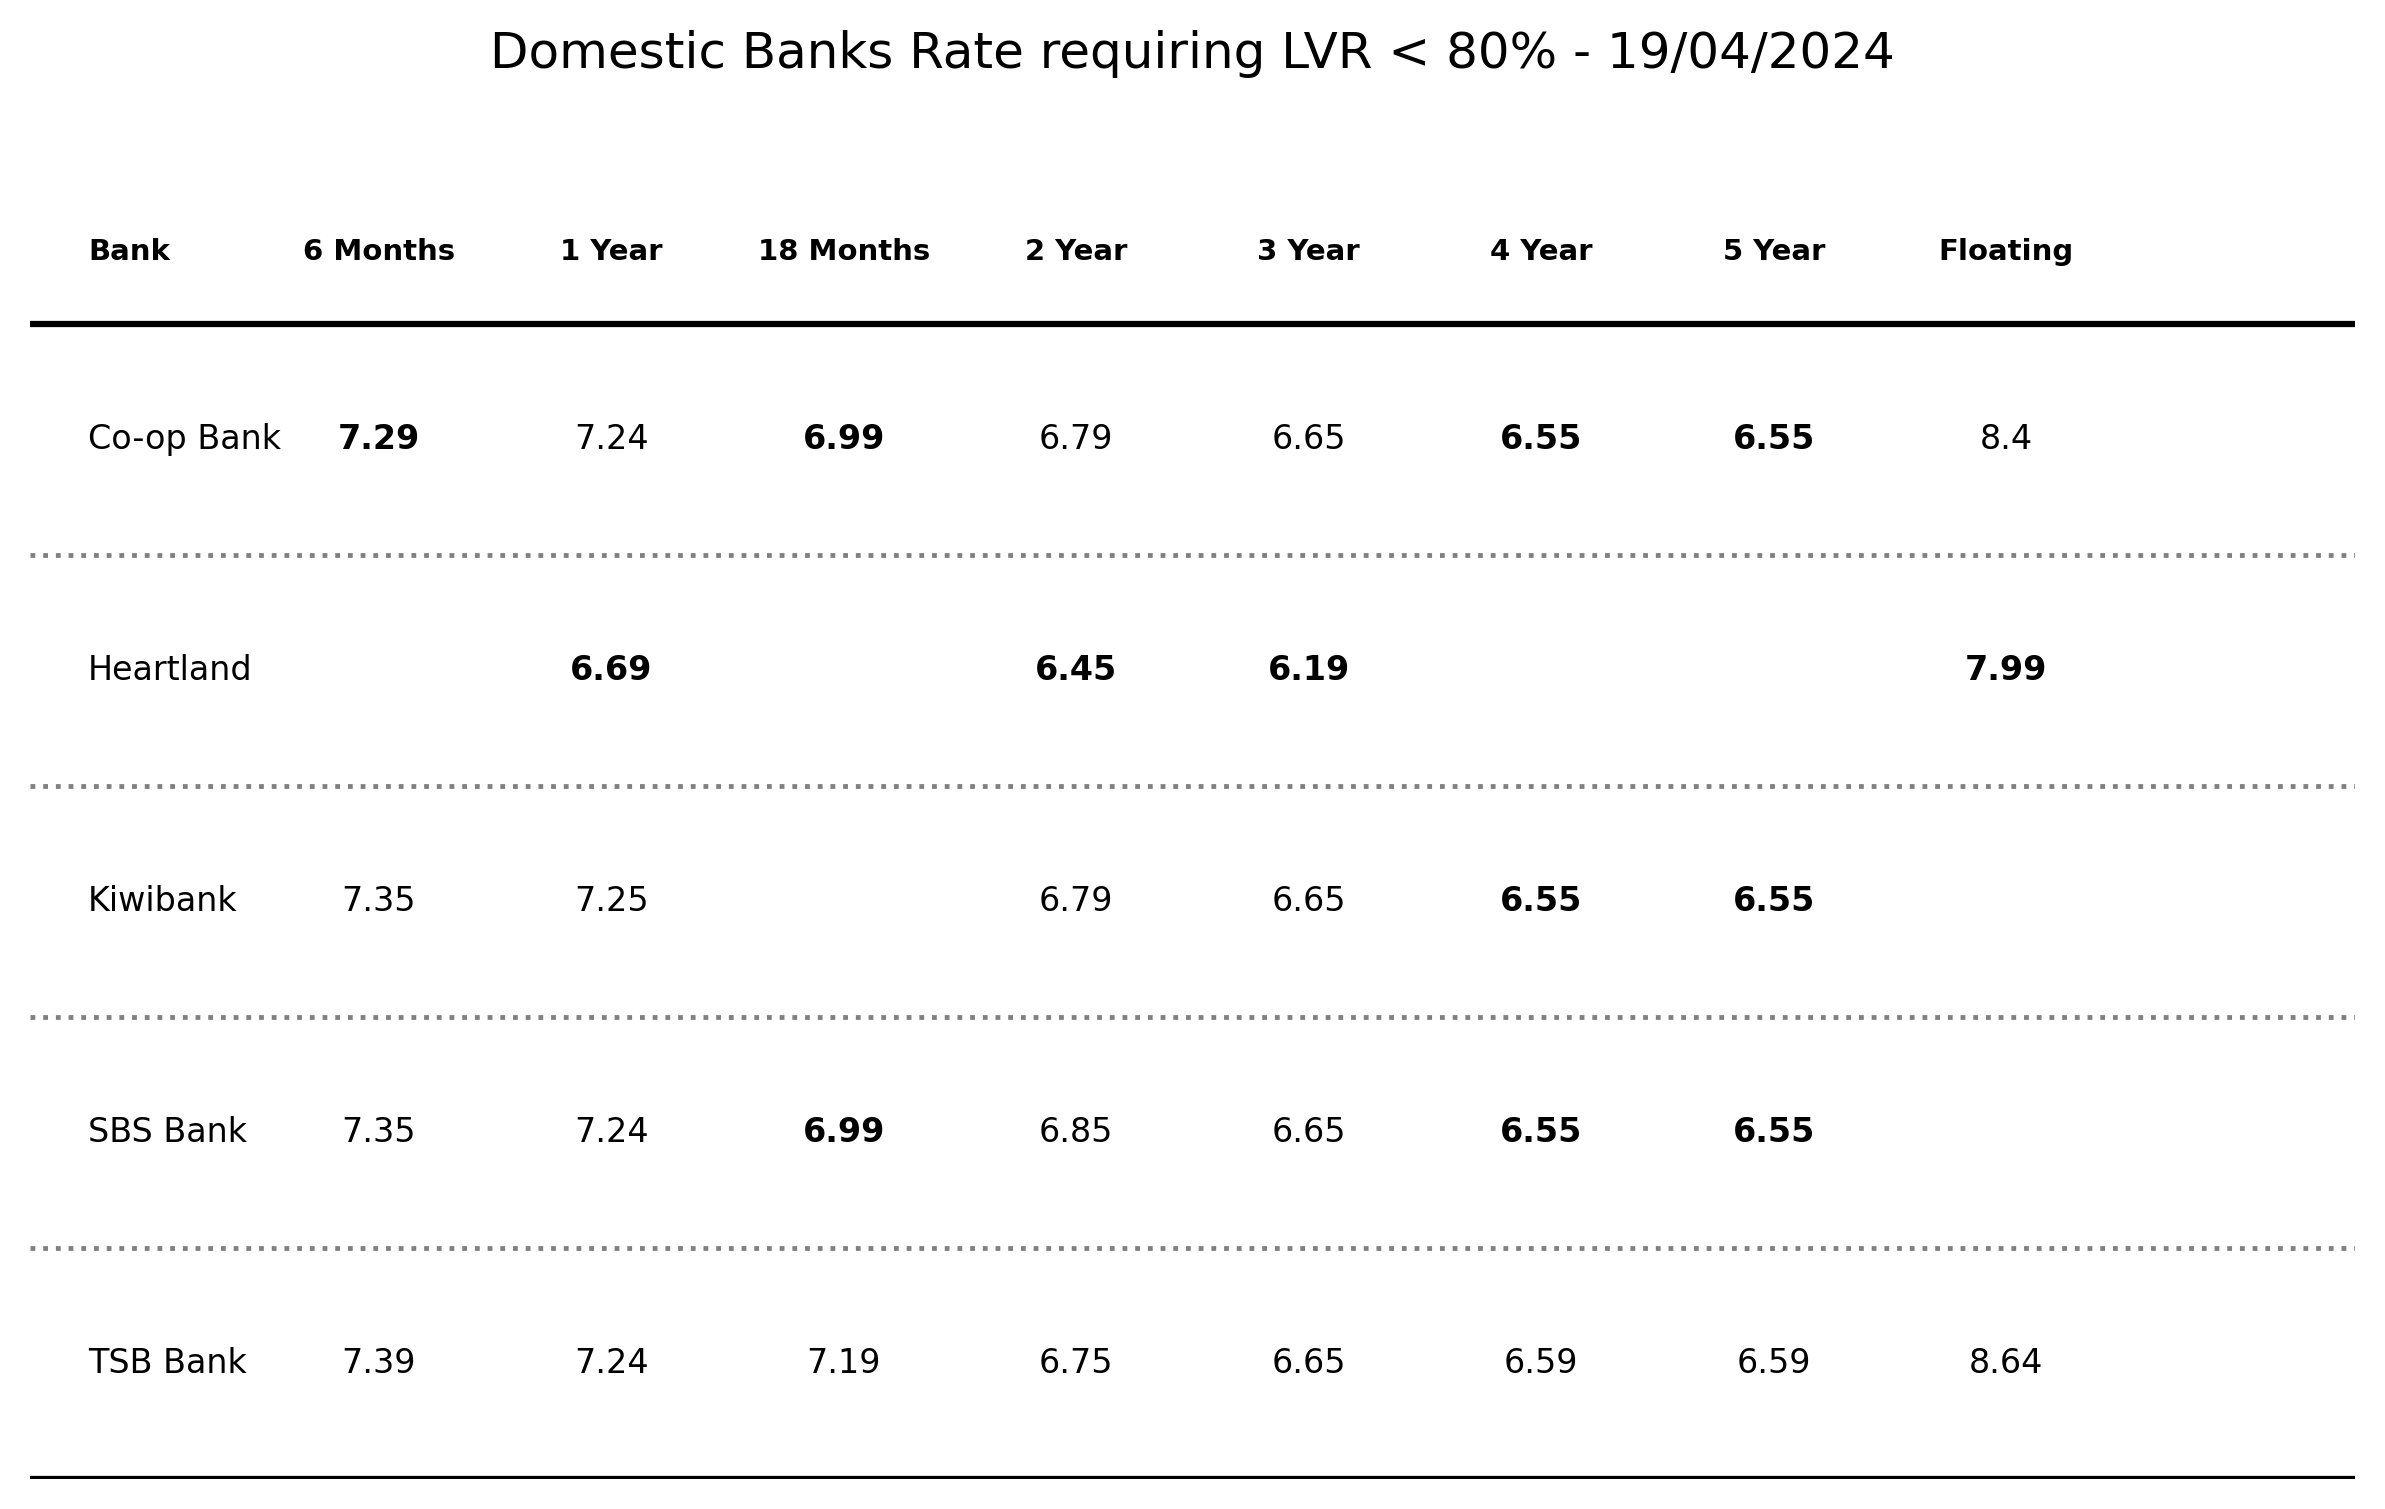 Domestic Banks Rate requiring LVR < 80% - 19/04/2024
Bank 6 Months 1 Year 18 Months 2 Year 3 Year 4 Year 5 Year Floating
Co-op Bank 7.29 7.24 6.99 6.79 6.65 6.55 6.55 8.4
Heartland 6.69 6.45 6.19 7.99
Kiwibank 7.35 7.25 6.79 6.65 6.55 6.55
SBS Bank 7.35 7.24 6.99 6.85 6.65 6.55 6.55
TSB Bank 7.39 7.24 7.19 6.75 6.65 6.59 6.59 8.64